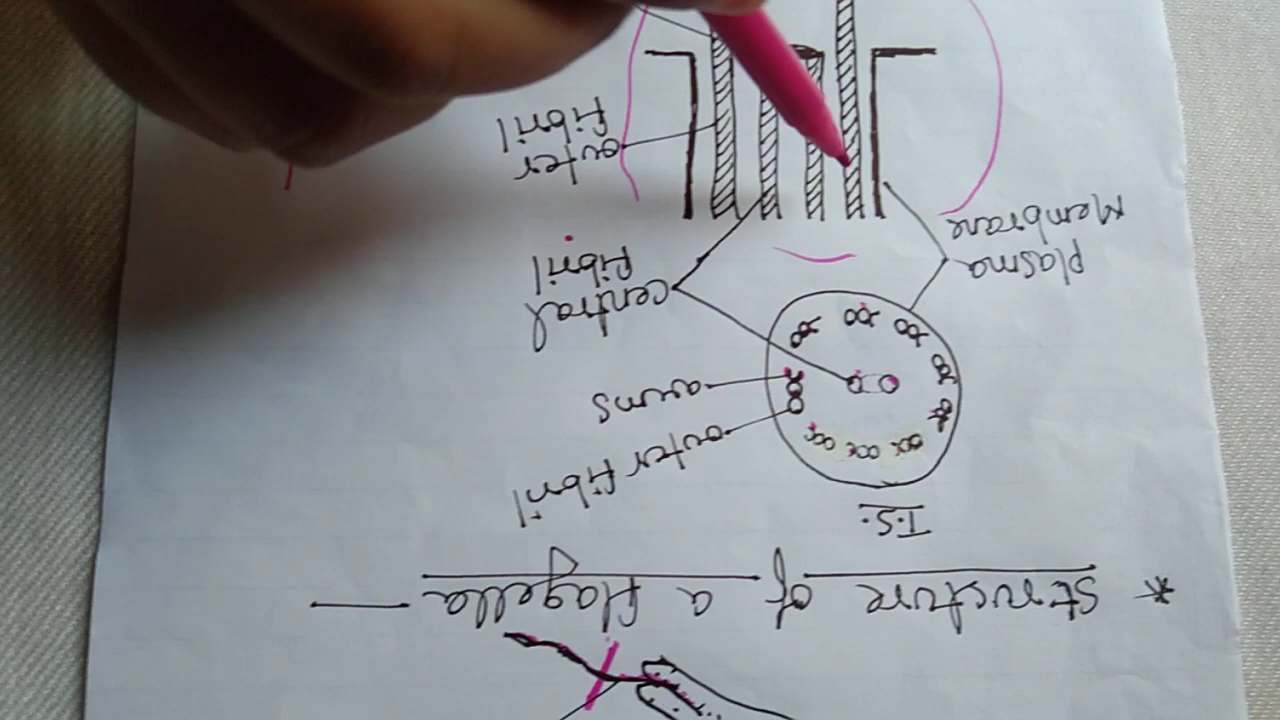 * Structure of a flagella
T.S.
outer fibril
arms
central
fibril
Plasma
Membrane
outer
fibril